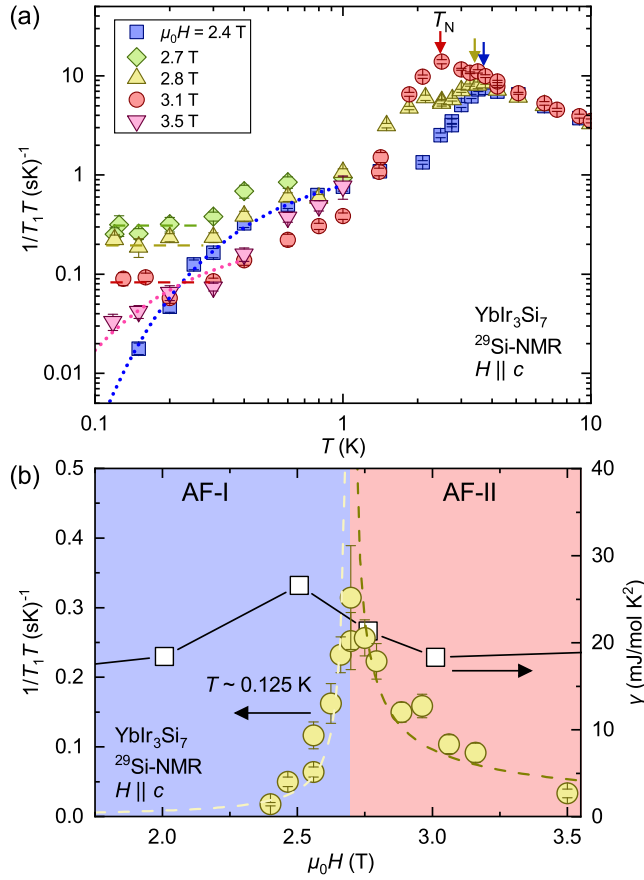 (a)
T_N
μ₀H = 2.4 T
2.7 T
2.8 T
3.1 T
3.5 T
10
1
0.1
0.01
1/T₁T (sK)⁻¹
YbIr₃Si₇
²⁹Si-NMR
H || c
0.1
1
10
T (K)
(b)
AF-I
AF-II
0.5
0.4
0.3
0.2
0.1
0.0
1/T₁T (sK)⁻¹
40
30
20
10
0
γ (mJ/mol K²)
T ~ 0.125 K
YbIr₃Si₇
²⁹Si-NMR
H || c
2.0
2.5
3.0
3.5
μ₀H (T)